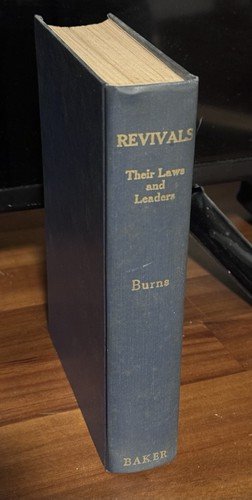 REVIVALS
Their Laws
and
Leaders
Burns
BAKER